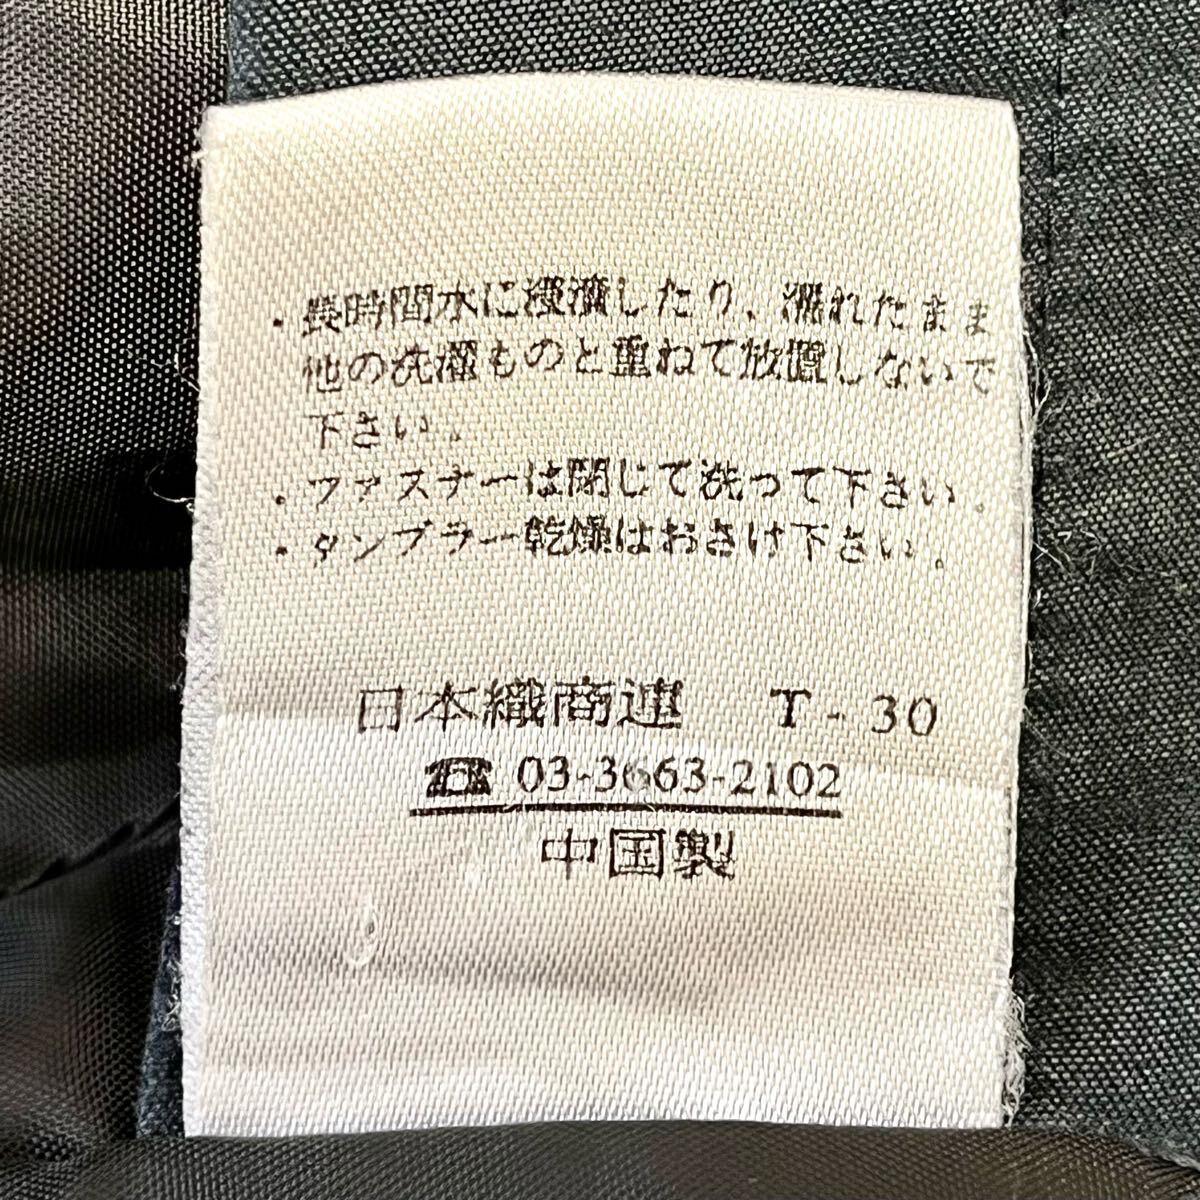 ・長時間水に浸漬したり、濡れたまま
他の洗濯ものと重ねて放置しないで
下さい。
・ファスナーは閉じて洗って下さい。
・タンブラー乾燥はおさけ下さい。
日本織商連 T-30
☎ 03-3663-2102
中国製